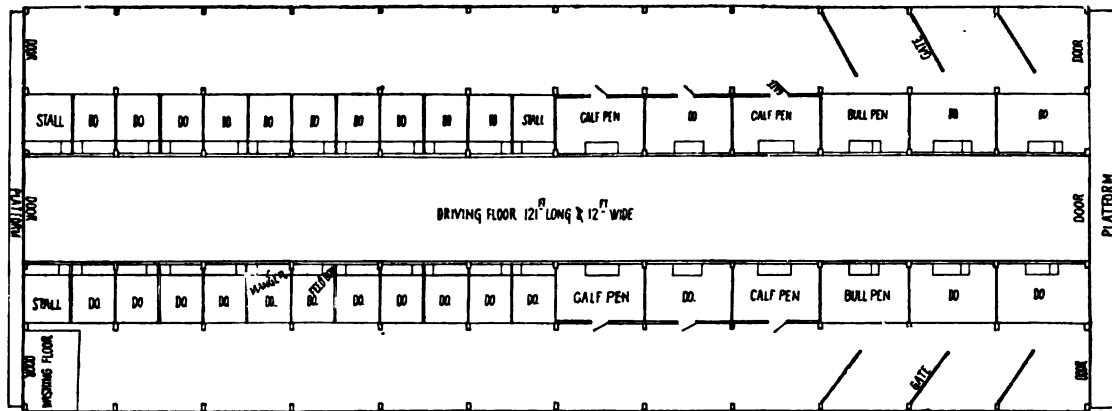 DOOR
GATE
DOOR
GATE
STALL DO DO DO DO DO DO DO DO DO DO STALL CALF PEN DO CALF PEN BULL PEN DO DO
PLATFORM
DOOR
DRIVING FLOOR 121 FT LONG & 12 FT WIDE
DOOR
PLATFORM
MANGER
FEED BOX
STALL DO. DO. DO. DO. DO. DO. DO. DO. DO. DO. DO. CALF PEN DO. CALF PEN BULL PEN DO DO
DOOR
WASHING FLOOR
GATE
DOOR